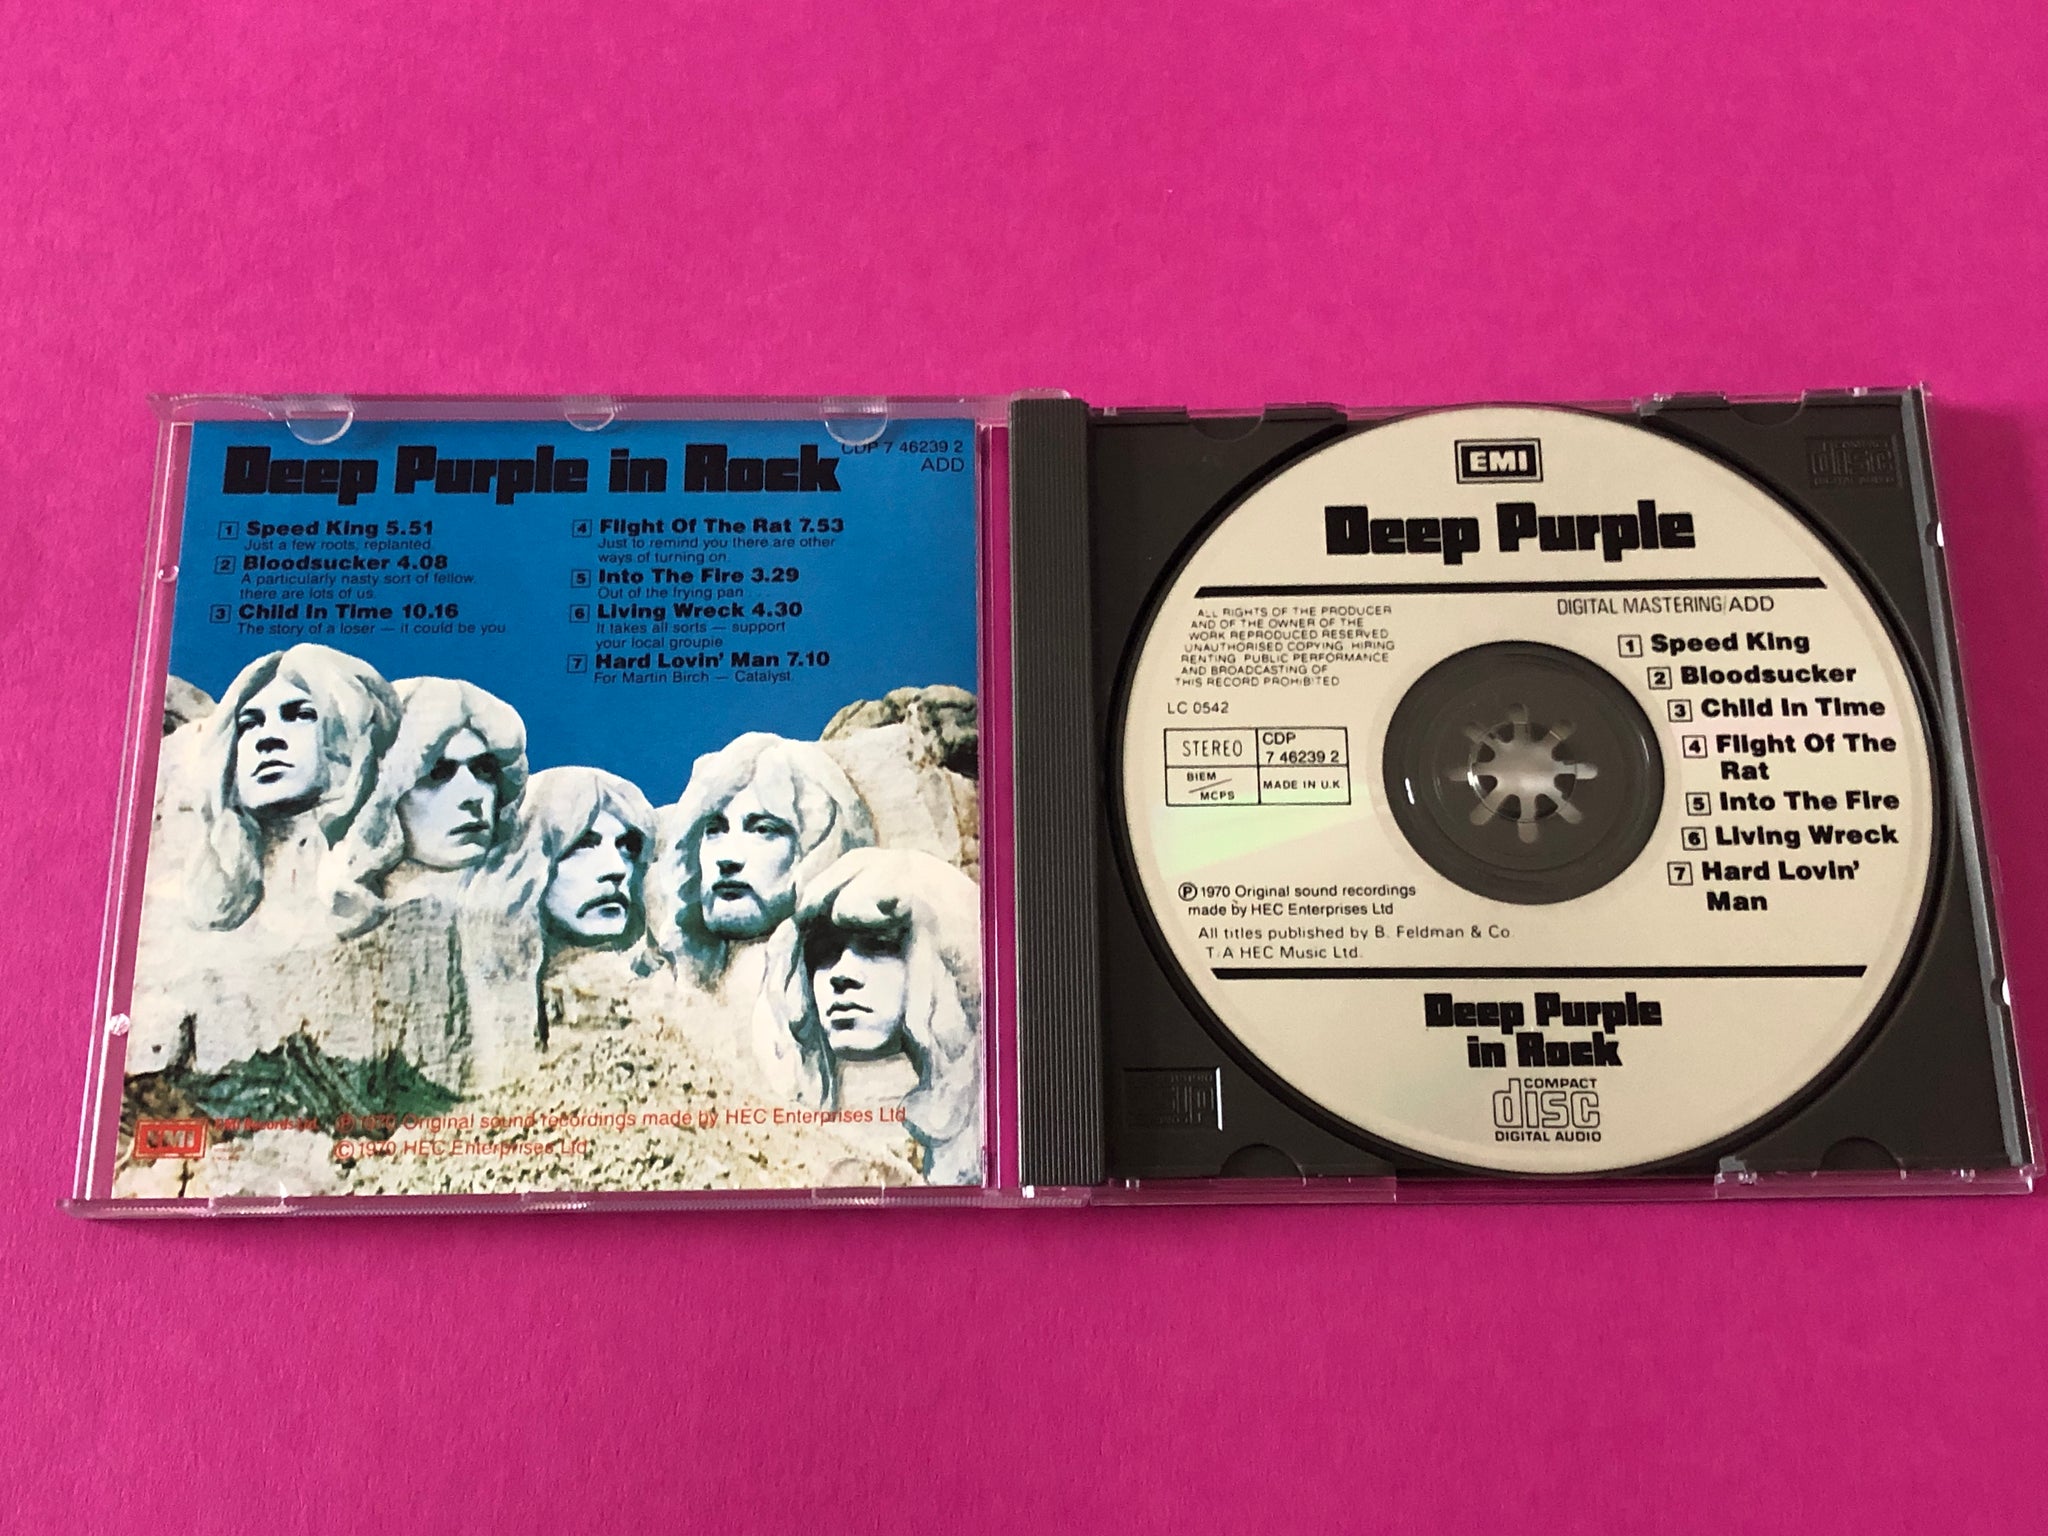 Deep Purple in Rock
CDP 7 46239 2
ADD
1 Speed King 5.51
Just a few roots, replanted.
2 Bloodsucker 4.08
A particularly nasty sort of fellow,
there are lots of us.
3 Child In Time 10.16
The story of a loser — it could be you.
4 Flight Of The Rat 7.53
Just to remind you there are other
ways of turning on.
5 Into The Fire 3.29
Out of the frying pan . . .
6 Living Wreck 4.30
It takes all sorts — support
your local groupie
7 Hard Lovin' Man 7.10
For Martin Birch — Catalyst.
EMI EMI Records Ltd. ℗ 1970 Original sound recordings made by HEC Enterprises Ltd.
© 1970 HEC Enterprises Ltd.
EMI
Deep Purple
ALL RIGHTS OF THE PRODUCER
AND OF THE OWNER OF THE
WORK REPRODUCED RESERVED
UNAUTHORISED COPYING, HIRING
RENTING, PUBLIC PERFORMANCE
AND BROADCASTING OF
THIS RECORD PROHIBITED
LC 0542
STEREO
CDP
7 46239 2
BIEM
MCPS
MADE IN U.K.
DIGITAL MASTERING/ADD
1 Speed King
2 Bloodsucker
3 Child In Time
4 Flight Of The
Rat
5 Into The Fire
6 Living Wreck
7 Hard Lovin'
Man
℗ 1970 Original sound recordings
made by HEC Enterprises Ltd
All titles published by B. Feldman & Co.
T/A HEC Music Ltd.
Deep Purple
in Rock
COMPACT
disc
DIGITAL AUDIO
COMPACT
disc
DIGITAL AUDIO